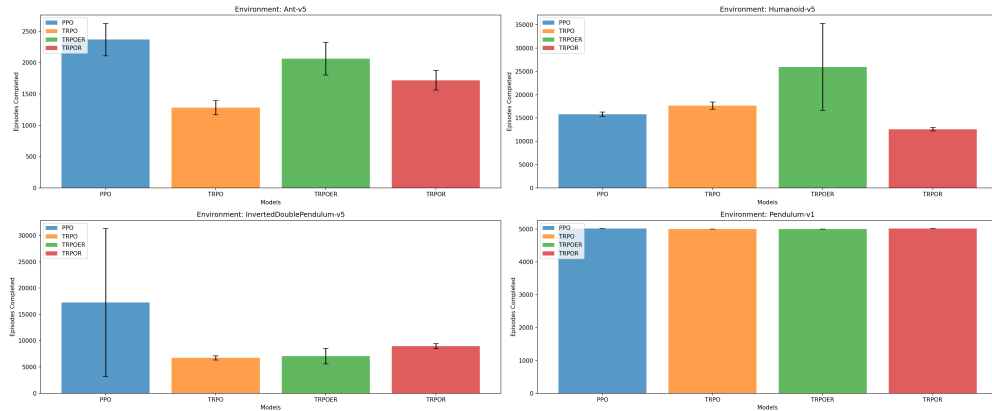 Environment: Ant-v5
PPO
TRPO
TRPOER
TRPOR
Episodes Completed
2500
2000
1500
1000
500
0
PPO TRPO TRPOER TRPOR
Models
Environment: Humanoid-v5
PPO
TRPO
TRPOER
TRPOR
Episodes Completed
35000
30000
25000
20000
15000
10000
5000
0
PPO TRPO TRPOER TRPOR
Models
Environment: InvertedDoublePendulum-v5
PPO
TRPO
TRPOER
TRPOR
Episodes Completed
30000
25000
20000
15000
10000
5000
0
PPO TRPO TRPOER TRPOR
Models
Environment: Pendulum-v1
PPO
TRPO
TRPOER
TRPOR
Episodes Completed
5000
4000
3000
2000
1000
0
PPO TRPO TRPOER TRPOR
Models